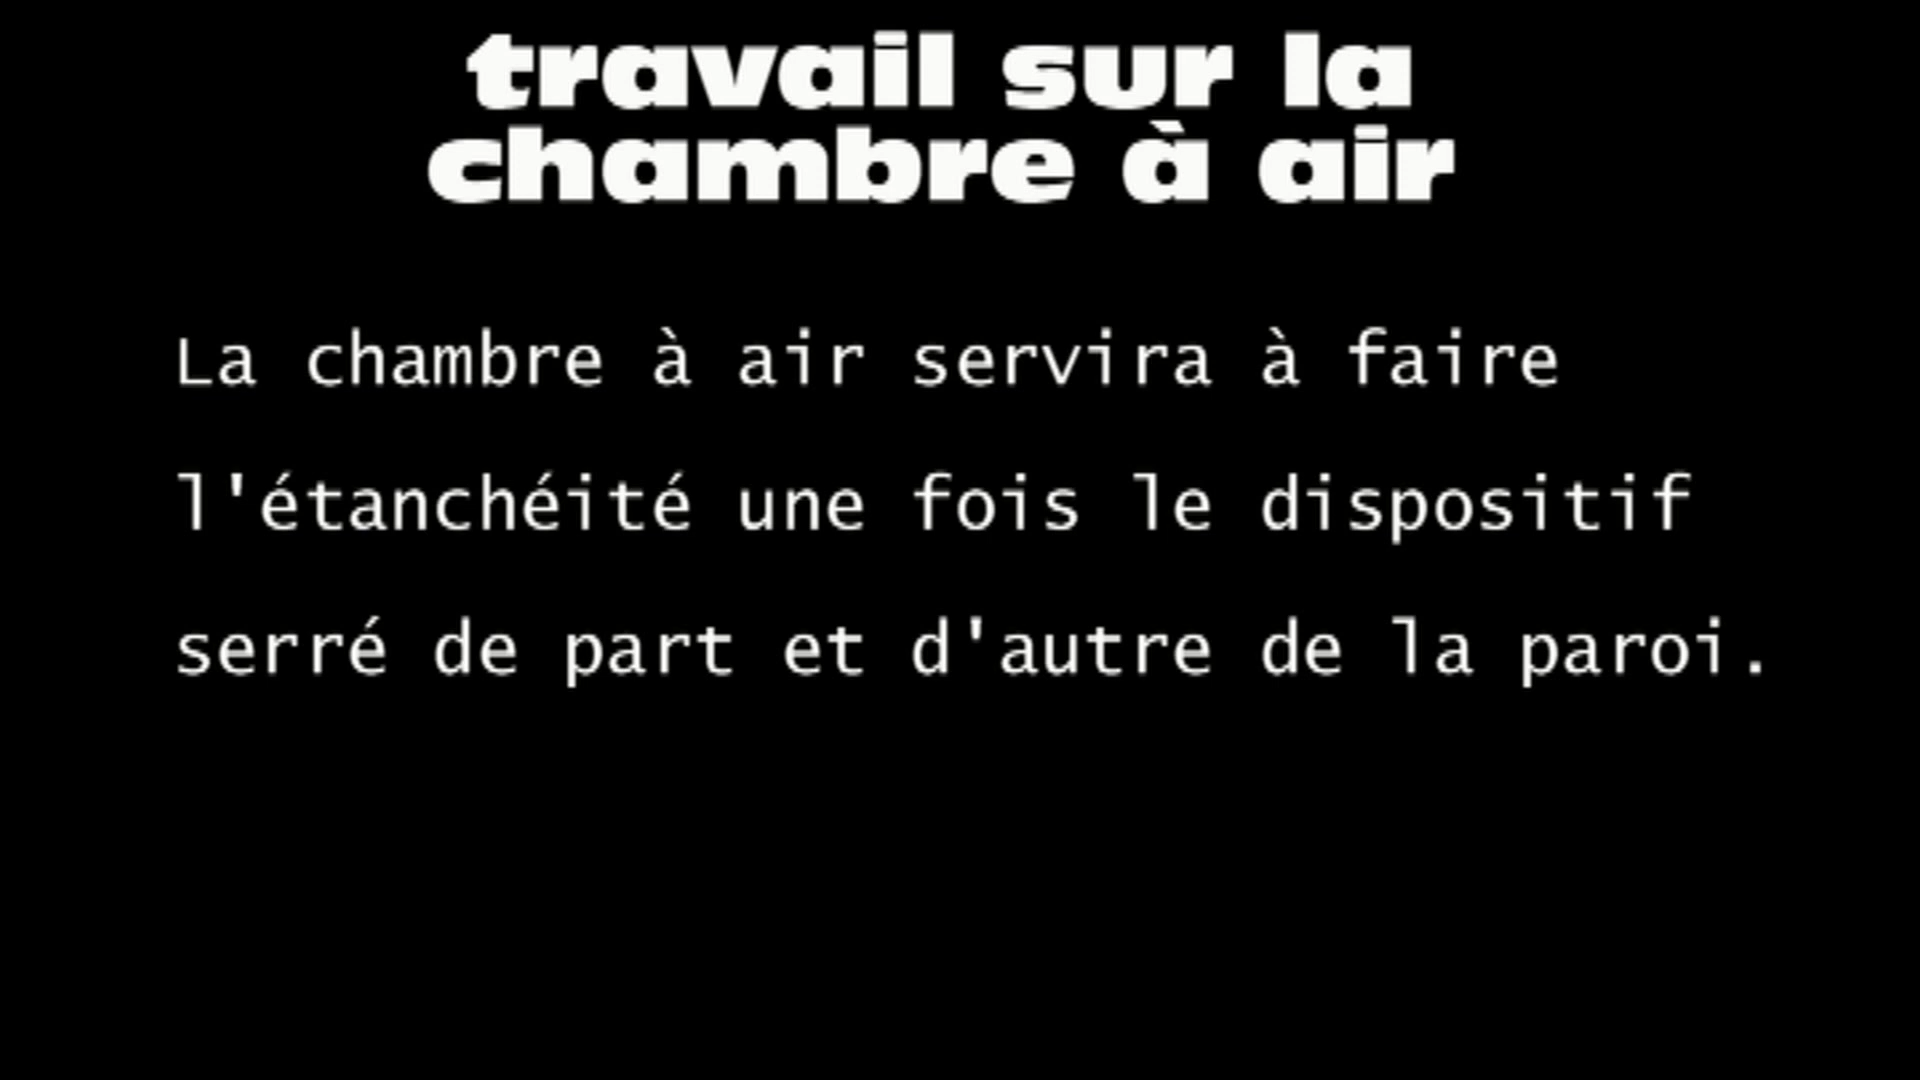 travail sur la
chambre à air
La chambre à air servira à faire
l'étanchéité une fois le dispositif
serré de part et d'autre de la paroi.